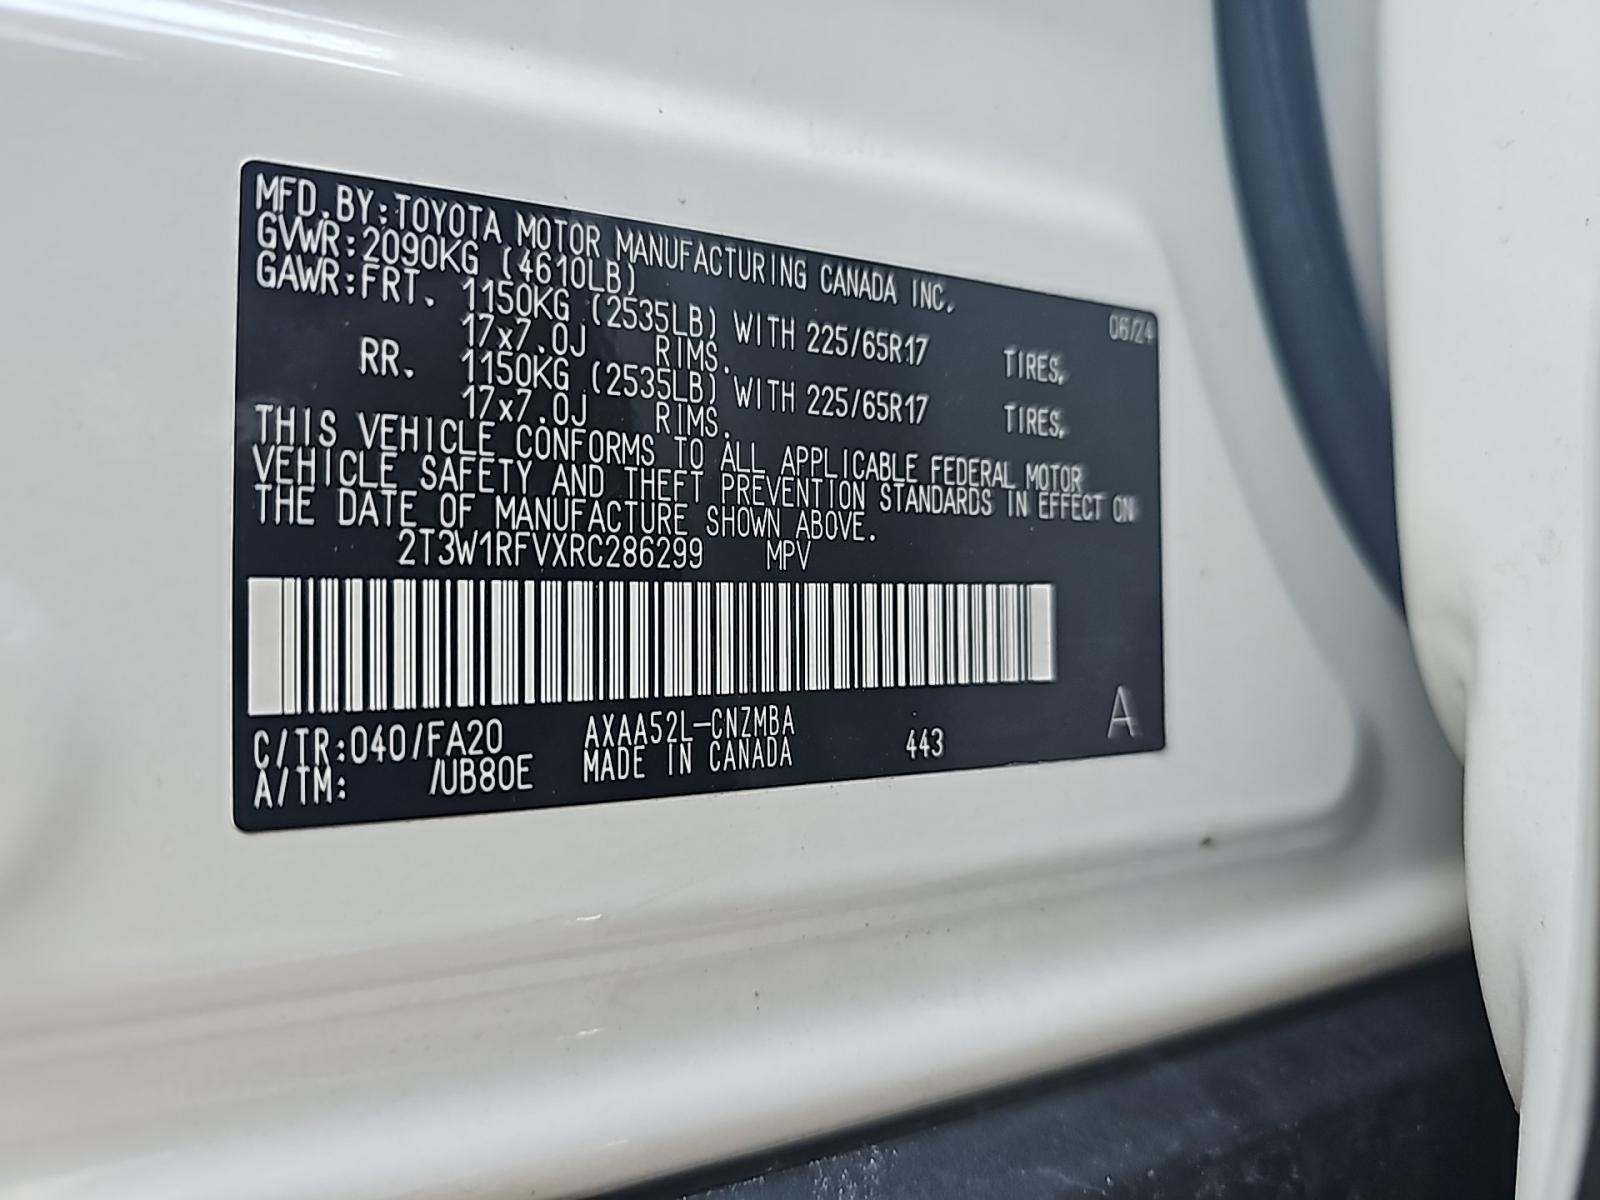 MFD.BY:TOYOTA MOTOR MANUFACTURING CANADA INC.
GVWR:2090KG (4610LB) 06/24
GAWR:FRT. 1150KG (2535LB) WITH 225/65R17 TIRES,
17x7.0J RIMS.
RR. 1150KG (2535LB) WITH 225/65R17 TIRES,
17x7.0J RIMS.
THIS VEHICLE CONFORMS TO ALL APPLICABLE FEDERAL MOTOR
VEHICLE SAFETY AND THEFT PREVENTION STANDARDS IN EFFECT ON
THE DATE OF MANUFACTURE SHOWN ABOVE.
2T3W1RFVXRC286299 MPV
C/TR:040/FA20 AXAA52L-CNZMBA 443 A
A/TM: /UB80E MADE IN CANADA